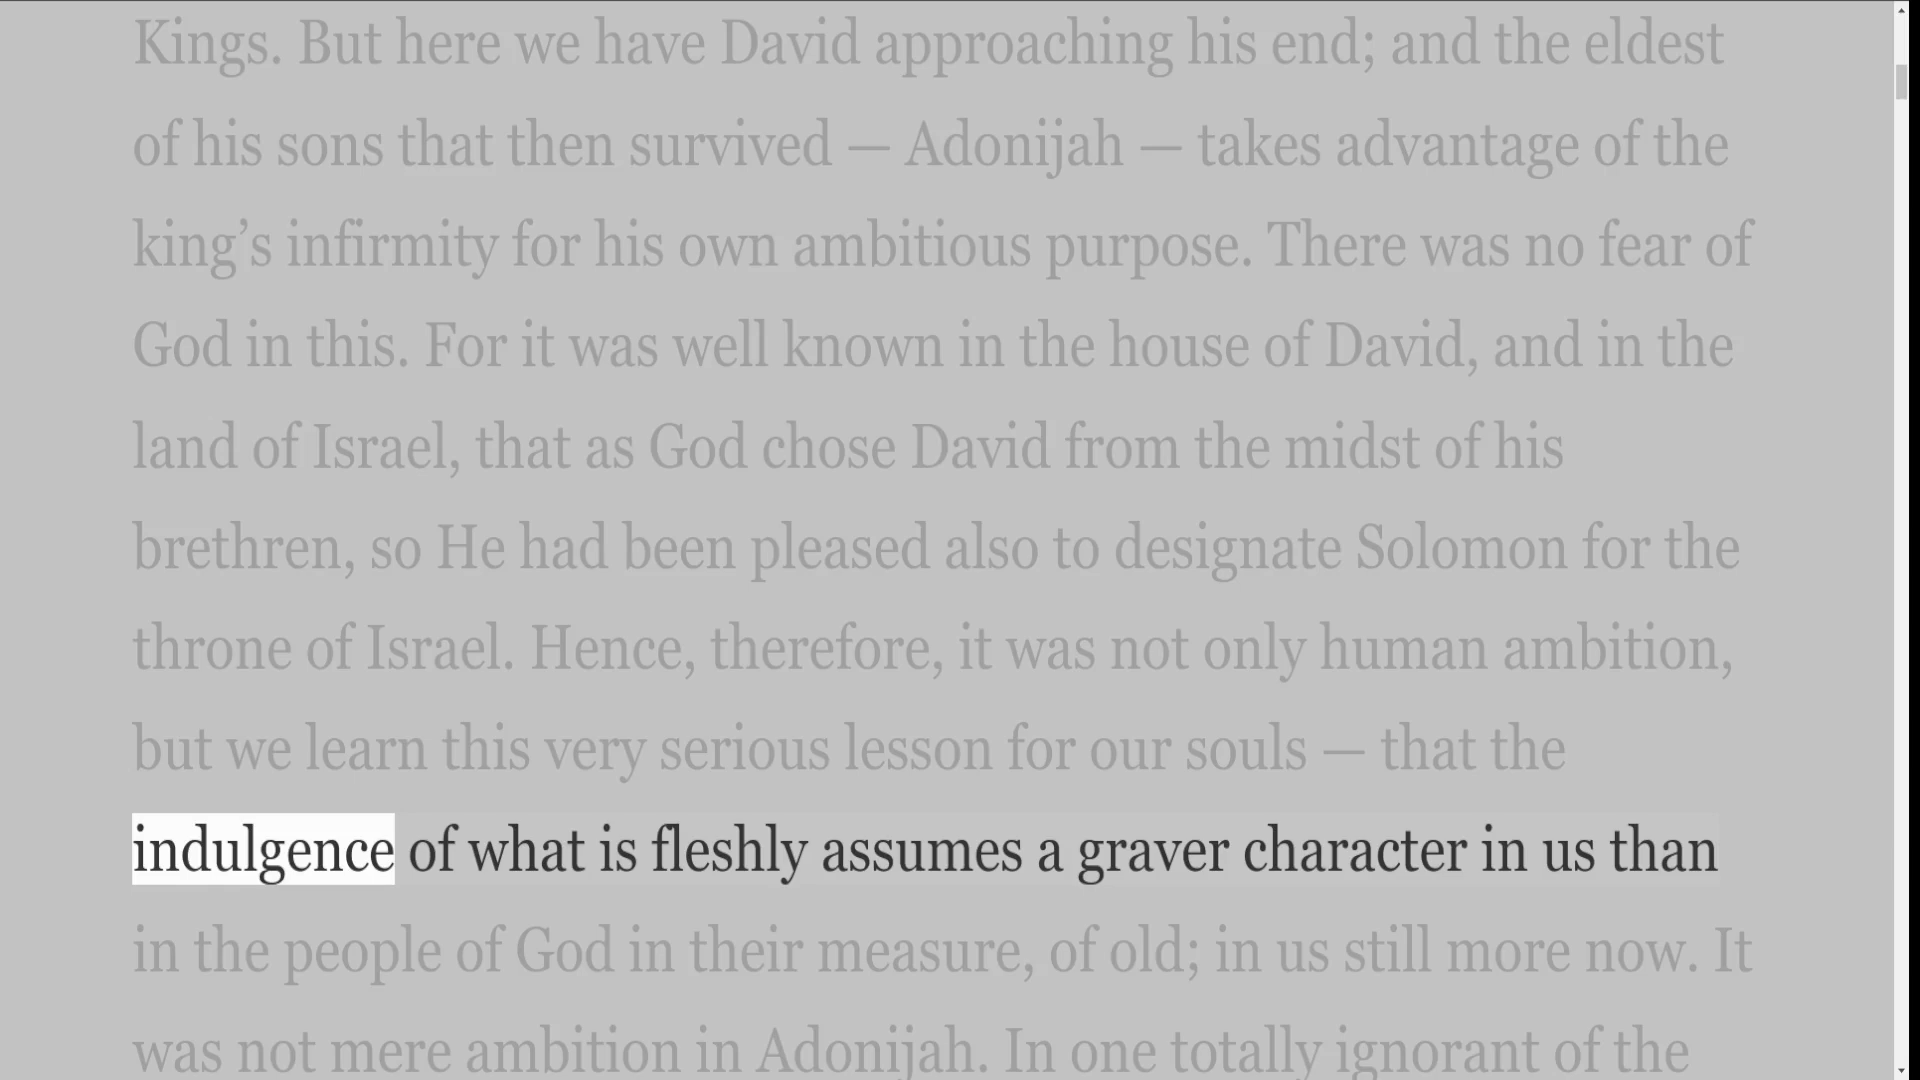 Kings. But here we have David approaching his end; and the eldest
of his sons that then survived — Adonijah — takes advantage of the
king’s infirmity for his own ambitious purpose. There was no fear of
God in this. For it was well known in the house of David, and in the
land of Israel, that as God chose David from the midst of his
brethren, so He had been pleased also to designate Solomon for the
throne of Israel. Hence, therefore, it was not only human ambition,
but we learn this very serious lesson for our souls — that the
indulgence of what is fleshly assumes a graver character in us than
in the people of God in their measure, of old; in us still more now. It
was not mere ambition in Adonijah. In one totally ignorant of the